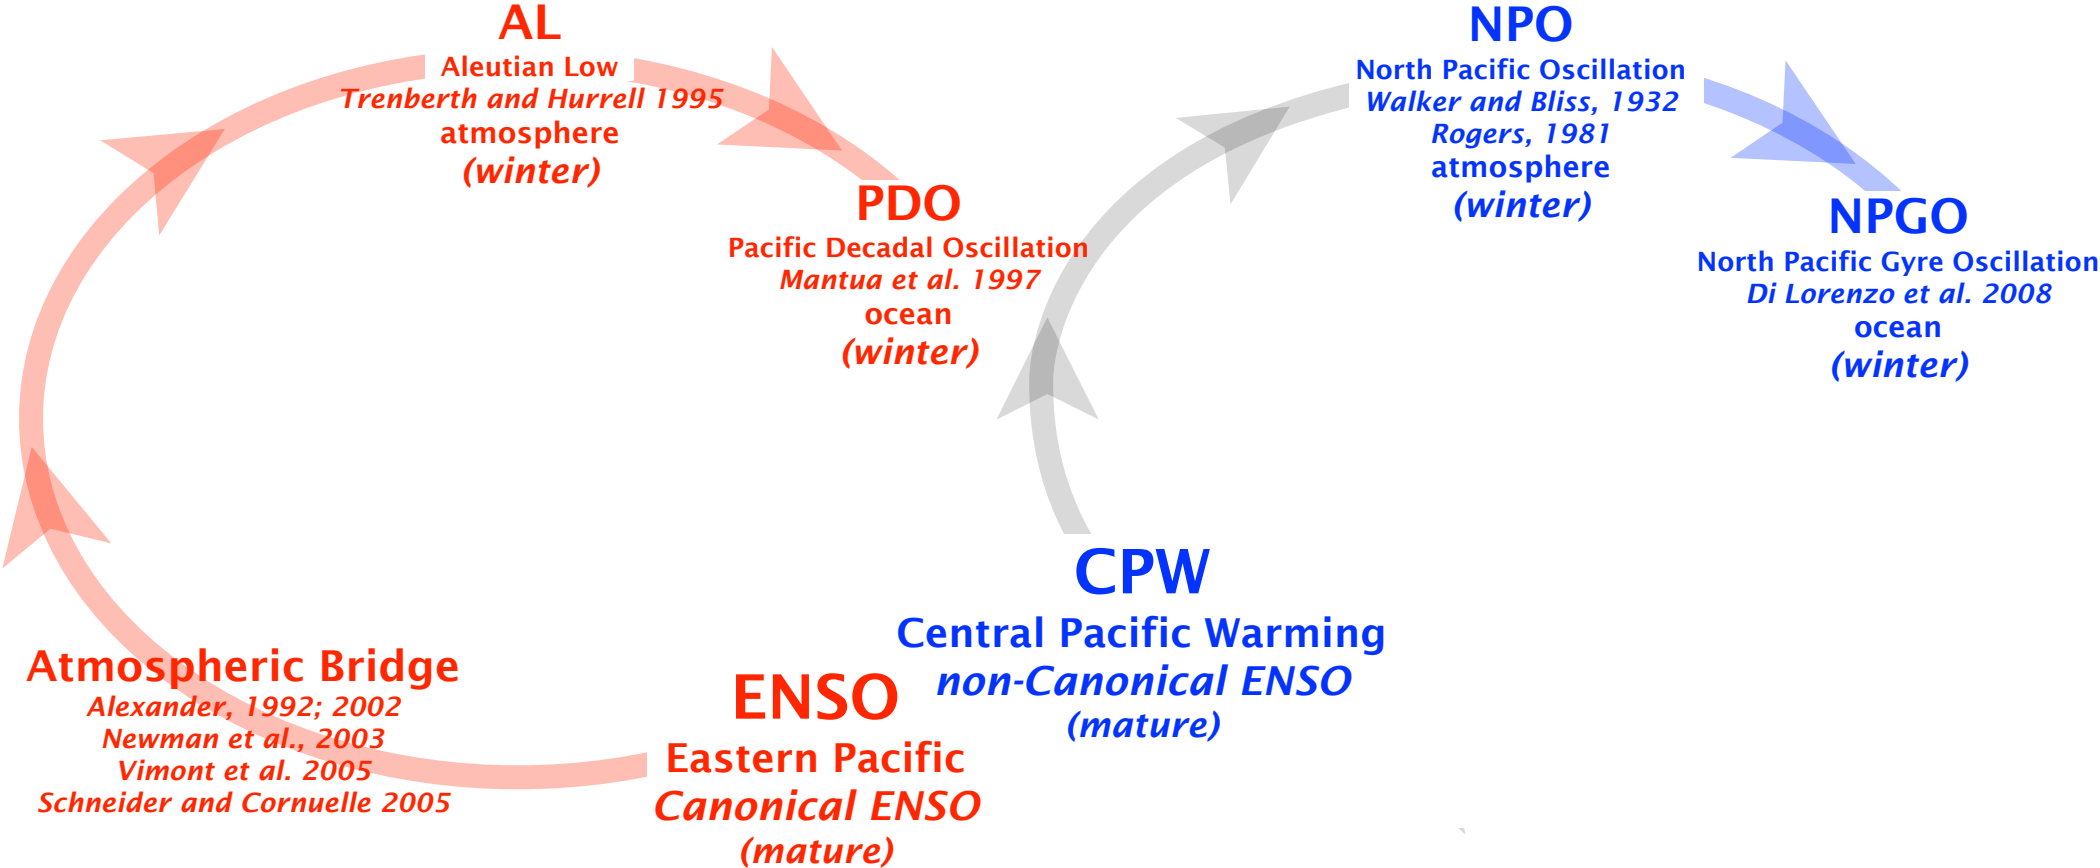 AL
Aleutian Low
Trenberth and Hurrell 1995
atmosphere
(winter)
PDO
Pacific Decadal Oscillation
Mantua et al. 1997
ocean
(winter)
NPO
North Pacific Oscillation
Walker and Bliss, 1932
Rogers, 1981
atmosphere
(winter)
NPGO
North Pacific Gyre Oscillation
Di Lorenzo et al. 2008
ocean
(winter)
Atmospheric Bridge
Alexander, 1992; 2002
Newman et al., 2003
Vimont et al. 2005
Schneider and Cornuelle 2005
ENSO
Eastern Pacific
Canonical ENSO
(mature)
CPW
Central Pacific Warming
non-Canonical ENSO
(mature)